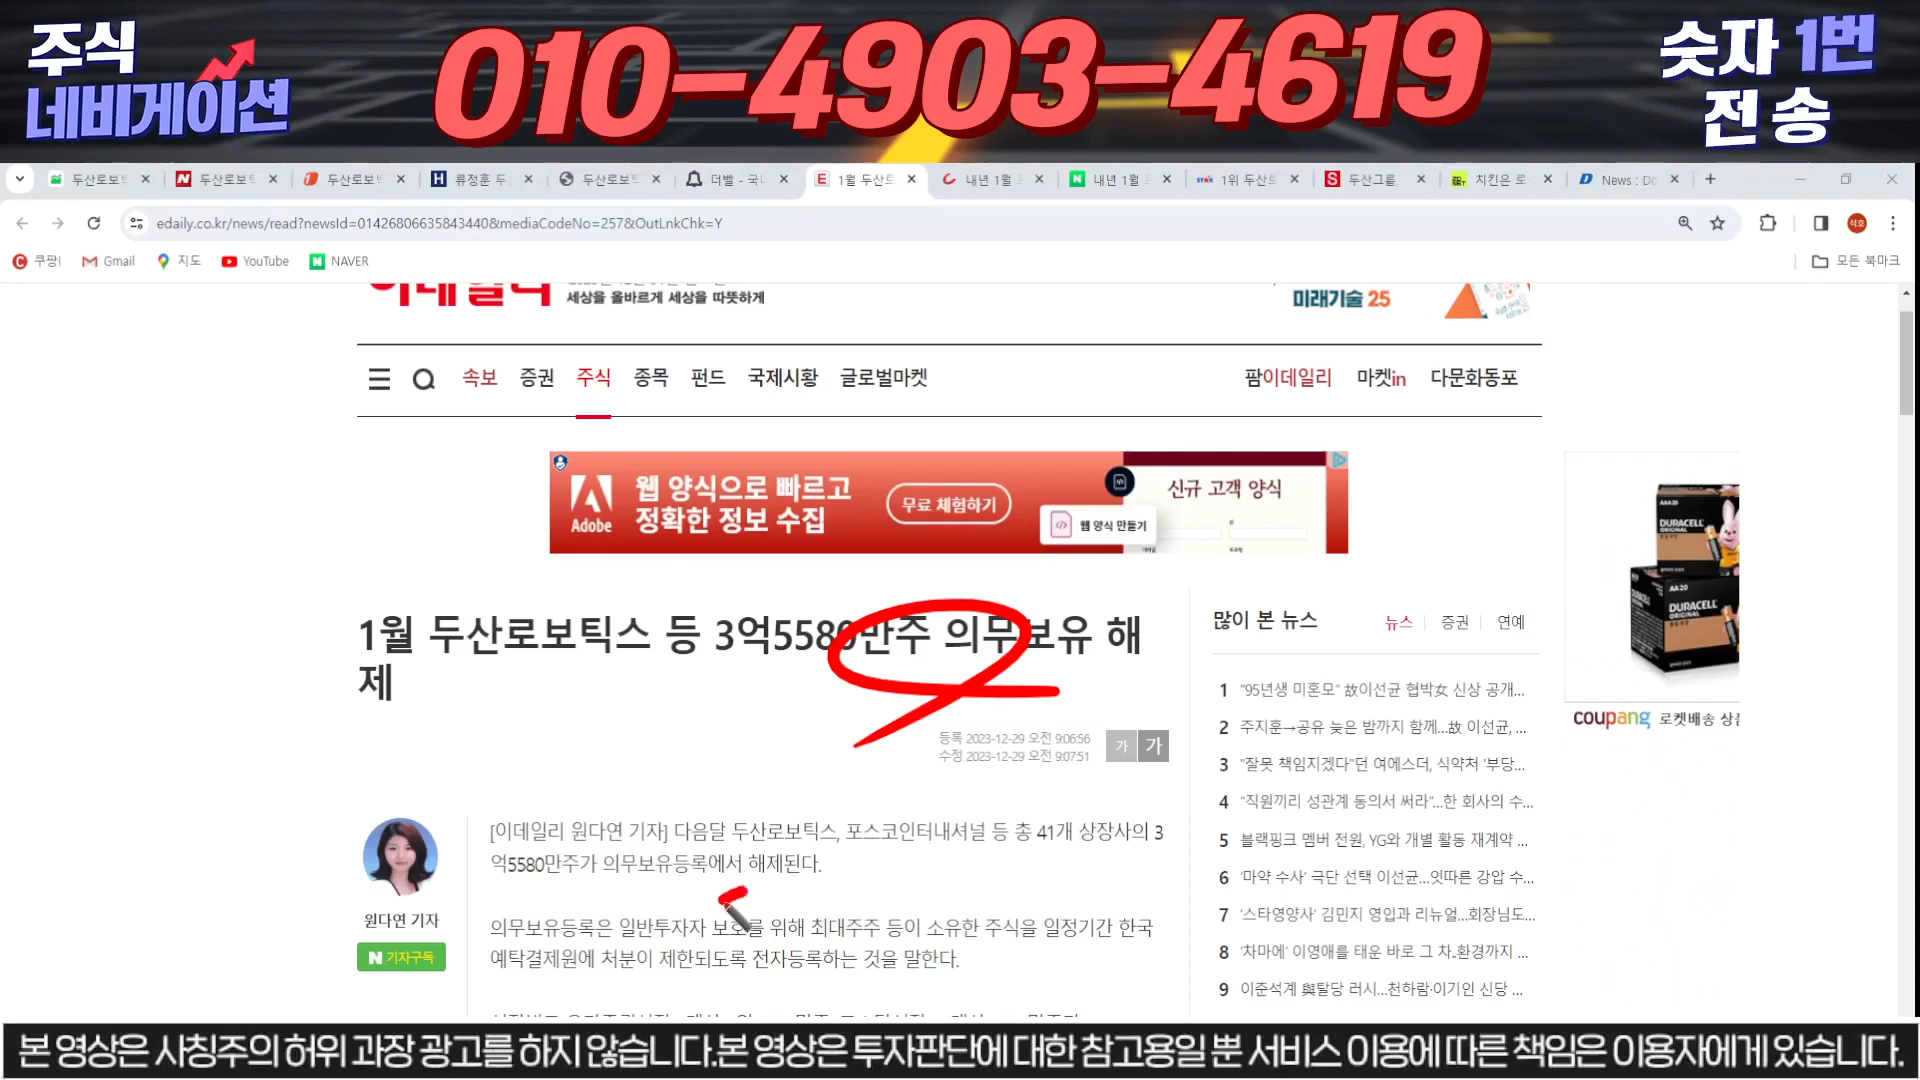 주식
네비게이션
010-4903-4619
숫자 1번
전송
두산로보틱
두산로보틱
두산로보틱
류정훈 두
두산로보틱
더벨 - 국니
1월 두산로
내년 1월
내년 1월
1위 두산로
두산그룹
치킨은 로
News : Do
edaily.co.kr/news/read?newsId=01426806635843440&mediaCodeNo=257&OutLnkChk=Y
석호
쿠팡!
Gmail
지도
YouTube
NAVER
모든 북마크
이데일리
세상을 올바르게 세상을 따뜻하게
미래기술 25
속보 증권 주식 종목 펀드 국제시황 글로벌마켓
팜이데일리 마켓in 다문화동포
Adobe
웹 양식으로 빠르고
정확한 정보 수집
무료 체험하기
웹 양식 만들기
신규 고객 양식
1월 두산로보틱스 등 3억5580만주 의무보유 해
제
등록 2023-12-29 오전 9:06:56
수정 2023-12-29 오전 9:07:51
가 가
원다연 기자
N 기자구독
[이데일리 원다연 기자] 다음달 두산로보틱스, 포스코인터내셔널 등 총 41개 상장사의 3
억5580만주가 의무보유등록에서 해제된다.
의무보유등록은 일반투자자 보호를 위해 최대주주 등이 소유한 주식을 일정기간 한국
예탁결제원에 처분이 제한되도록 전자등록하는 것을 말한다.
많이 본 뉴스
뉴스 증권 연예
1 "95년생 미혼모" 故이선균 협박女 신상 공개...
2 주지훈→공유 늦은 밤까지 함께...故 이선균, ...
3 "잘못 책임지겠다"던 여에스더, 식약처 '부당...
4 "직원끼리 성관계 동의서 써라"...한 회사의 수...
5 블랙핑크 멤버 전원, YG와 개별 활동 재계약 ...
6 '마약 수사' 극단 선택 이선균...잇따른 강압 수...
7 '스타영양사' 김민지 영입과 리뉴얼...회장님도...
8 '차마에' 이영애를 태운 바로 그 차..환경까지 ...
9 이준석계 與탈당 러시...천하람·이기인 신당 ...
AAA20
DURACELL
AA20
DURACELL
coupang 로켓배송 상품
본 영상은 사칭주의 허위 과장 광고를 하지 않습니다.본 영상은 투자판단에 대한 참고용일 뿐 서비스 이용에 따른 책임은 이용자에게 있습니다.